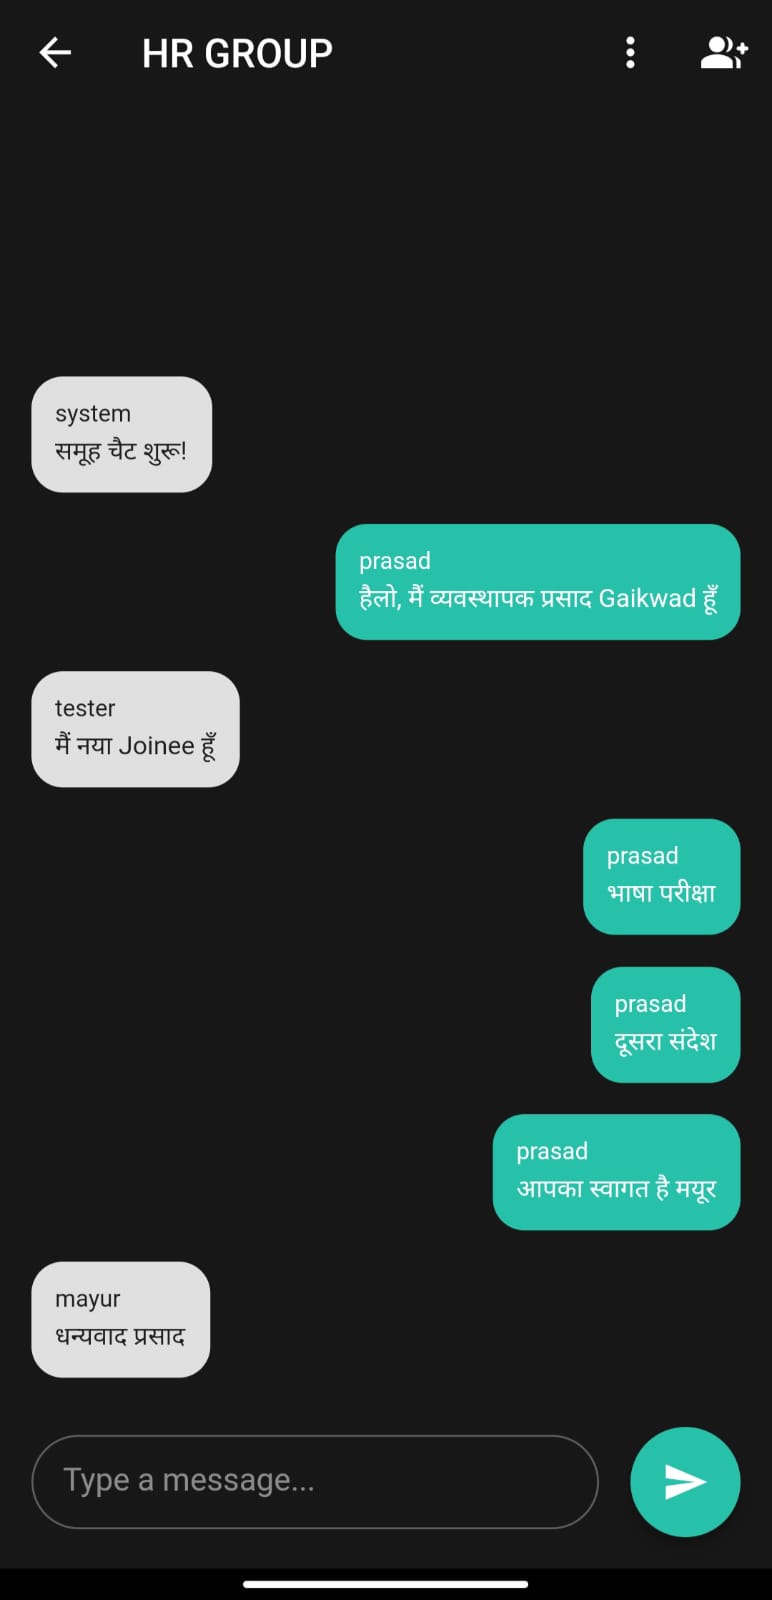 HR GROUP
system
समूह चैट शुरू!
prasad
हैलो, मैं व्यवस्थापक प्रसाद Gaikwad हूँ
tester
मैं नया Joinee हूँ
prasad
भाषा परीक्षा
prasad
दूसरा संदेश
prasad
आपका स्वागत है मयूर
mayur
धन्यवाद प्रसाद
Type a message...